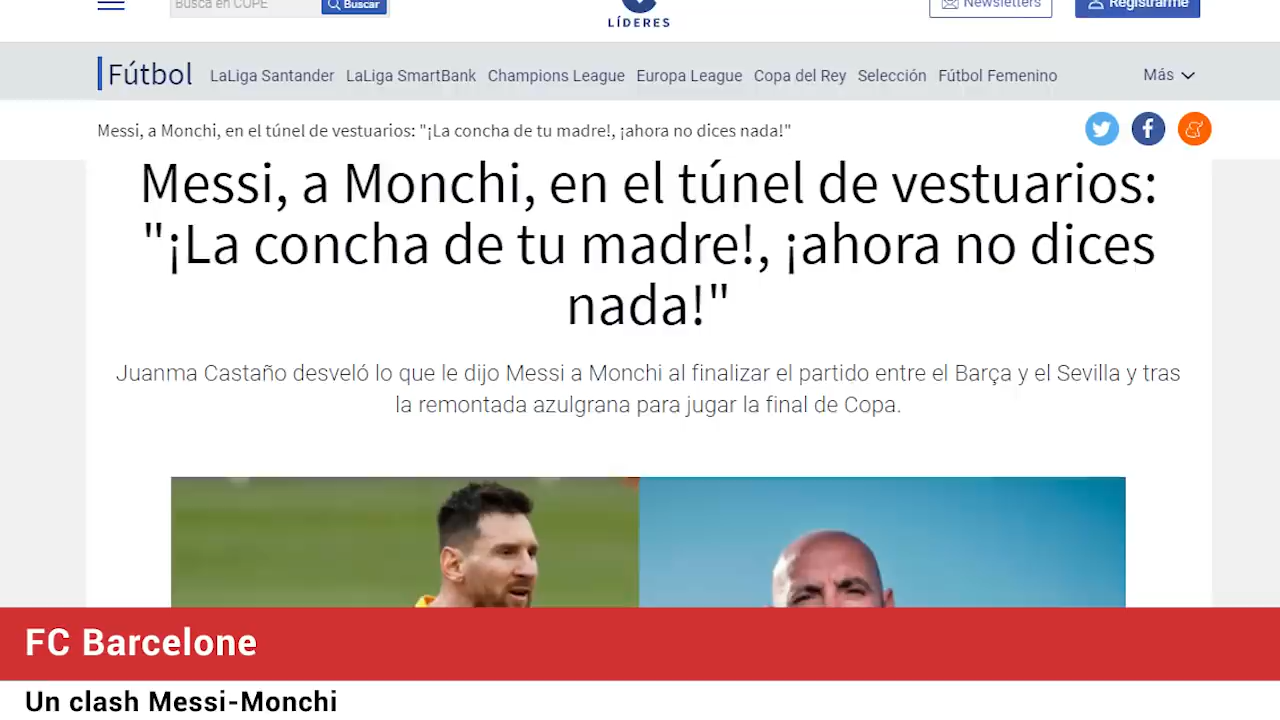 Buscar en COPE
Buscar
LÍDERES
Newsletters
Registrarme
Fútbol LaLiga Santander LaLiga SmartBank Champions League Europa League Copa del Rey Selección Fútbol Femenino Más
Messi, a Monchi, en el túnel de vestuarios: "¡La concha de tu madre!, ¡ahora no dices nada!"
Messi, a Monchi, en el túnel de vestuarios:
"¡La concha de tu madre!, ¡ahora no dices
nada!"
Juanma Castaño desveló lo que le dijo Messi a Monchi al finalizar el partido entre el Barça y el Sevilla y tras
la remontada azulgrana para jugar la final de Copa.
FC Barcelone
Un clash Messi-Monchi